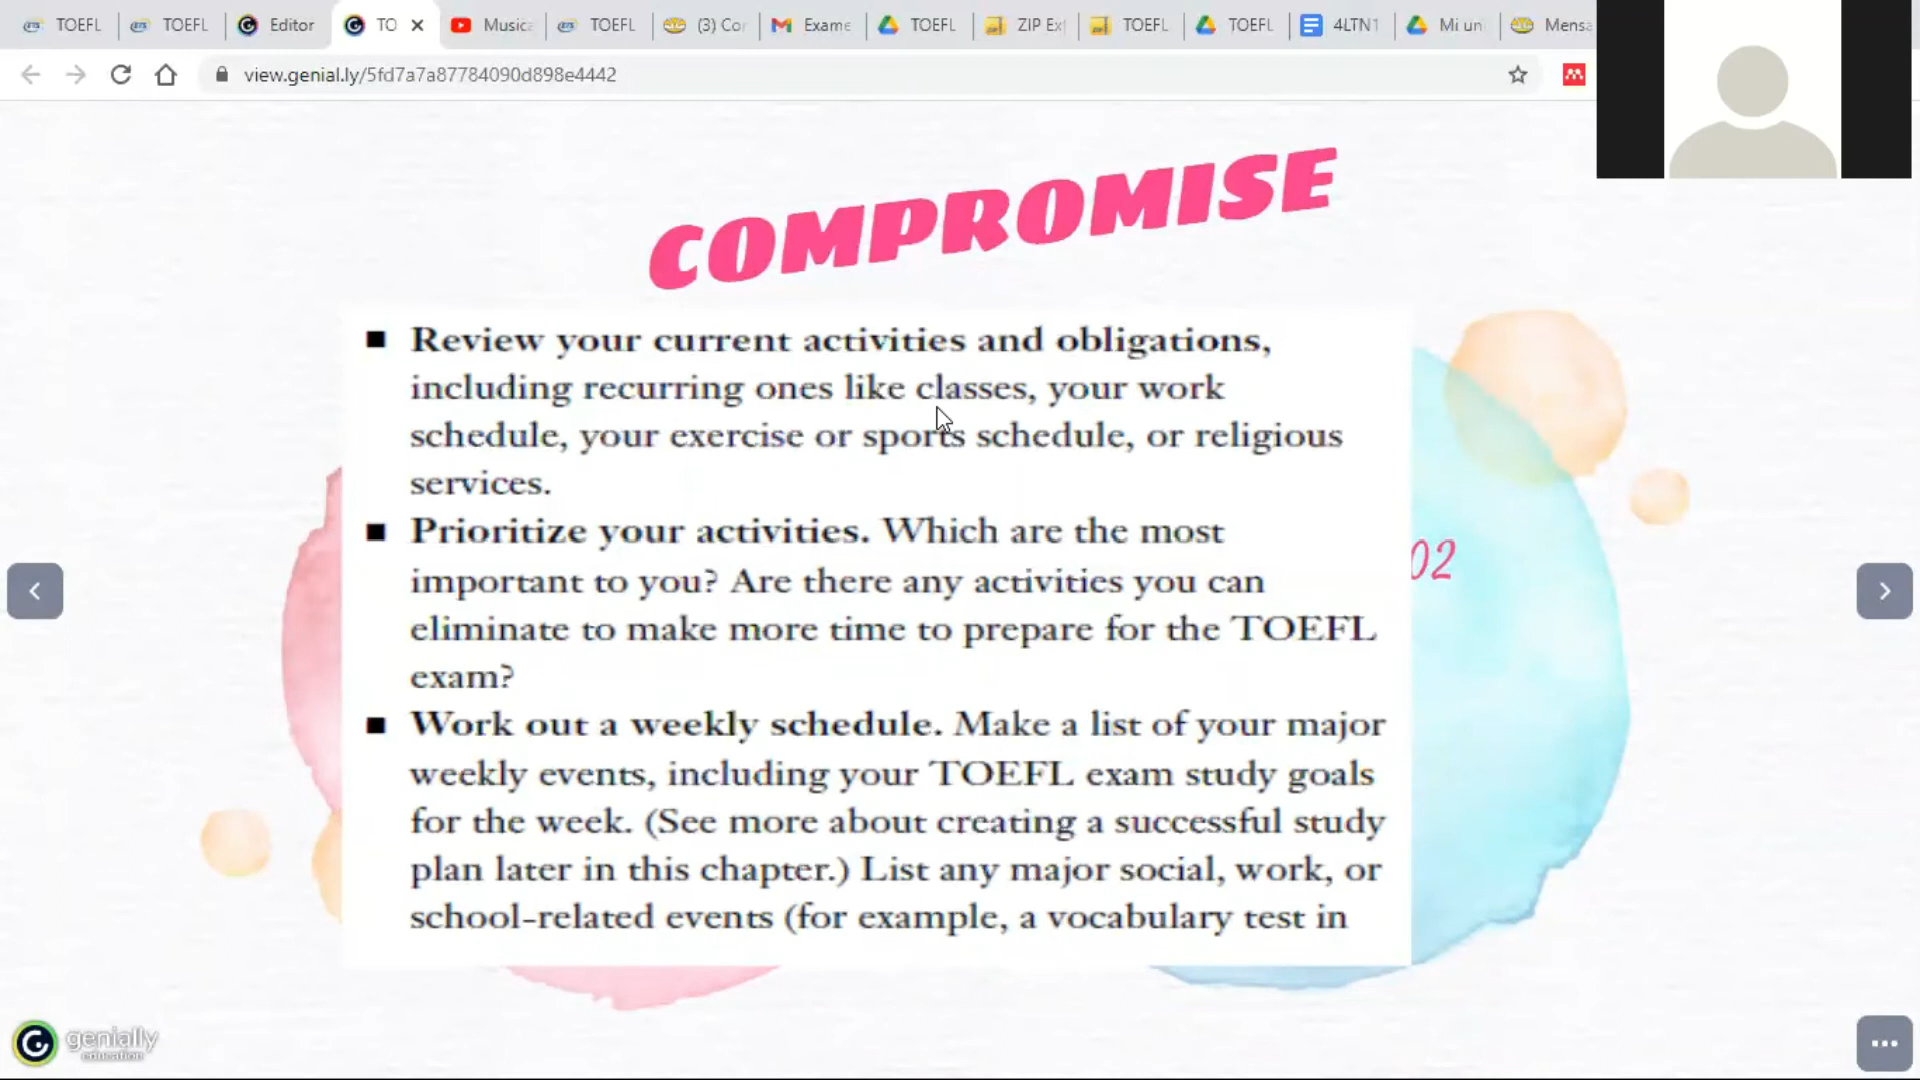 TOEFL
TOEFL
Editor
TO
Musica
TOEFL
(3) Cor
Exame
TOEFL
ZIP Ex
TOEFL
TOEFL
4LTN1
Mi un
Mensa
view.genial.ly/5fd7a7a87784090d898e4442
COMPROMISE
■ Review your current activities and obligations,
including recurring ones like classes, your work
schedule, your exercise or sports schedule, or religious
services.
■ Prioritize your activities. Which are the most
important to you? Are there any activities you can
eliminate to make more time to prepare for the TOEFL
exam?
02
■ Work out a weekly schedule. Make a list of your major
weekly events, including your TOEFL exam study goals
for the week. (See more about creating a successful study
plan later in this chapter.) List any major social, work, or
school-related events (for example, a vocabulary test in
genially
education